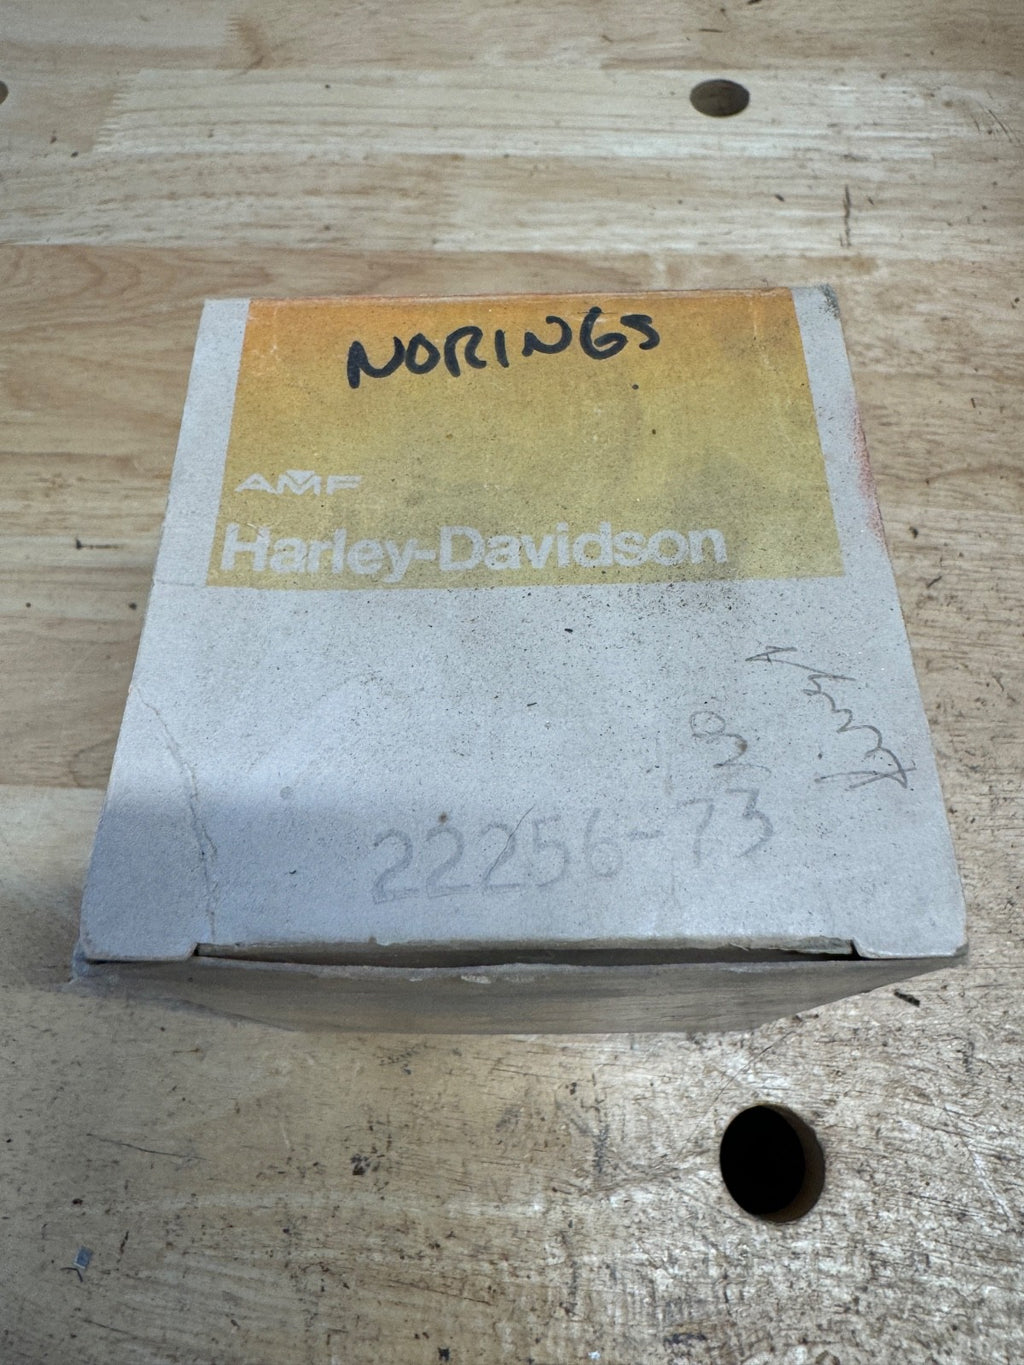 NORINGS
AMF
Harley-Davidson
22256-73